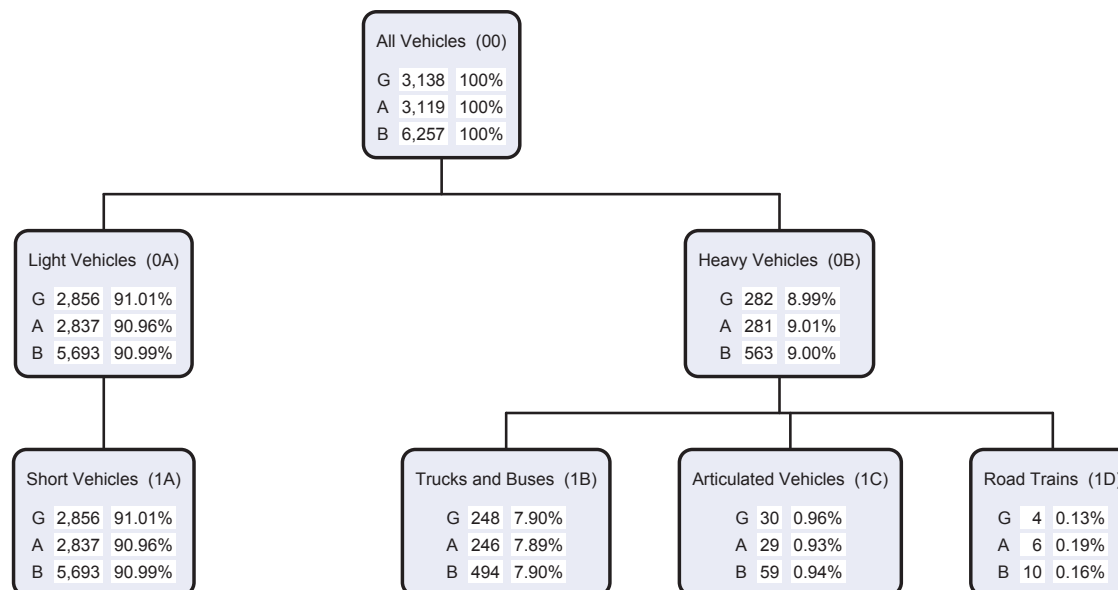 All Vehicles (00)
G 3,138 100%
A 3,119 100%
B 6,257 100%
Light Vehicles (0A)
G 2,856 91.01%
A 2,837 90.96%
B 5,693 90.99%
Heavy Vehicles (0B)
G 282 8.99%
A 281 9.01%
B 563 9.00%
Short Vehicles (1A)
G 2,856 91.01%
A 2,837 90.96%
B 5,693 90.99%
Trucks and Buses (1B)
G 248 7.90%
A 246 7.89%
B 494 7.90%
Articulated Vehicles (1C)
G 30 0.96%
A 29 0.93%
B 59 0.94%
Road Trains (1D)
G 4 0.13%
A 6 0.19%
B 10 0.16%